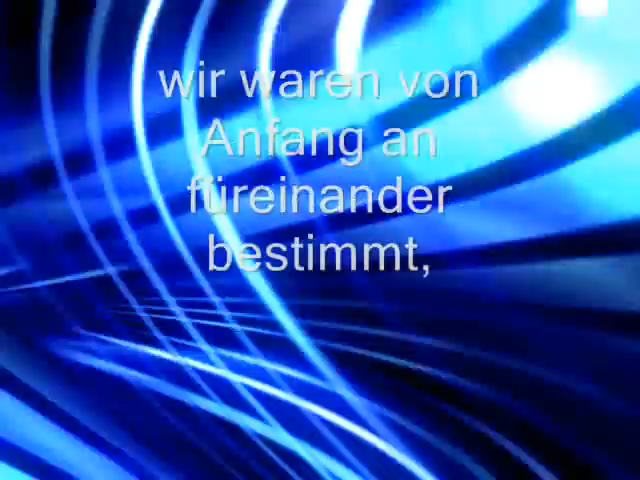 wir waren von
Anfang an
füreinander
bestimmt,